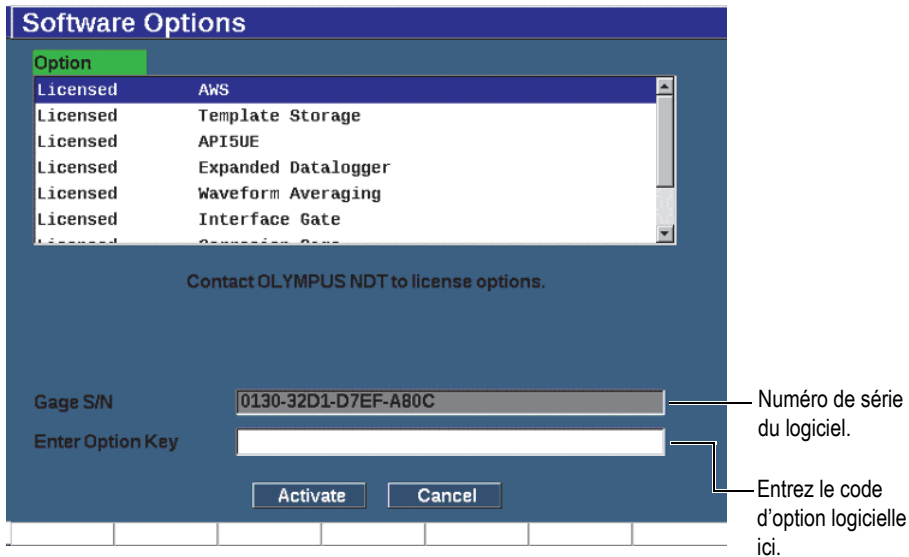 Software Options
Option
Licensed AWS
Licensed Template Storage
Licensed API5UE
Licensed Expanded Datalogger
Licensed Waveform Averaging
Licensed Interface Gate
Contact OLYMPUS NDT to license options.
Gage S/N 0130-32D1-D7EF-A80C
Numéro de série
du logiciel.
Enter Option Key
Entrez le code
d'option logicielle
ici.
Activate Cancel